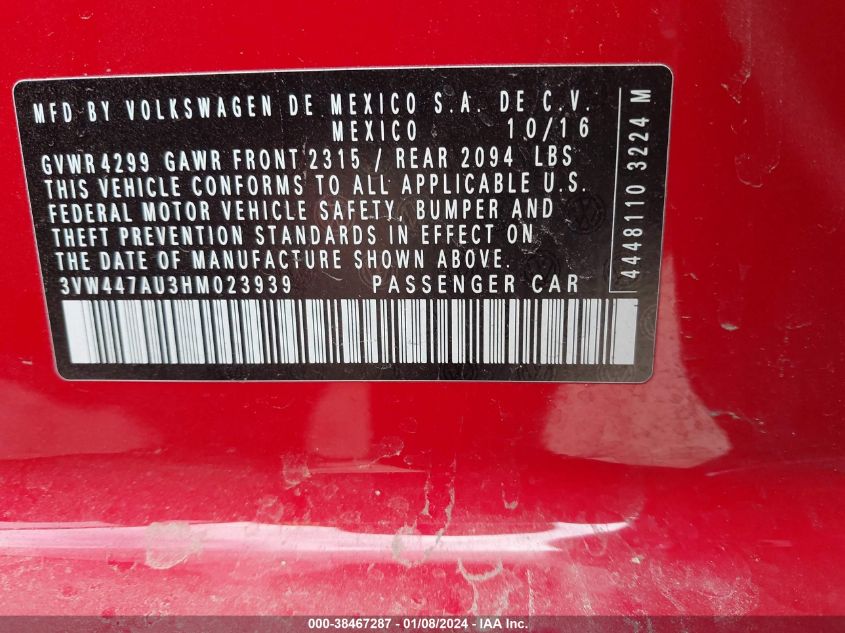 MFD BY VOLKSWAGEN DE MEXICO S.A. DE C.V.
MEXICO 10/16
GVWR 4299 GAWR FRONT 2315 / REAR 2094 LBS
THIS VEHICLE CONFORMS TO ALL APPLICABLE U.S.
FEDERAL MOTOR VEHICLE SAFETY, BUMPER AND
THEFT PREVENTION STANDARDS IN EFFECT ON
THE DATE OF MANUFACTURE SHOWN ABOVE.
3VW447AU3HM023939 PASSENGER CAR
4448110 3224 M
000-38467287 - 01/08/2024 - IAA Inc.